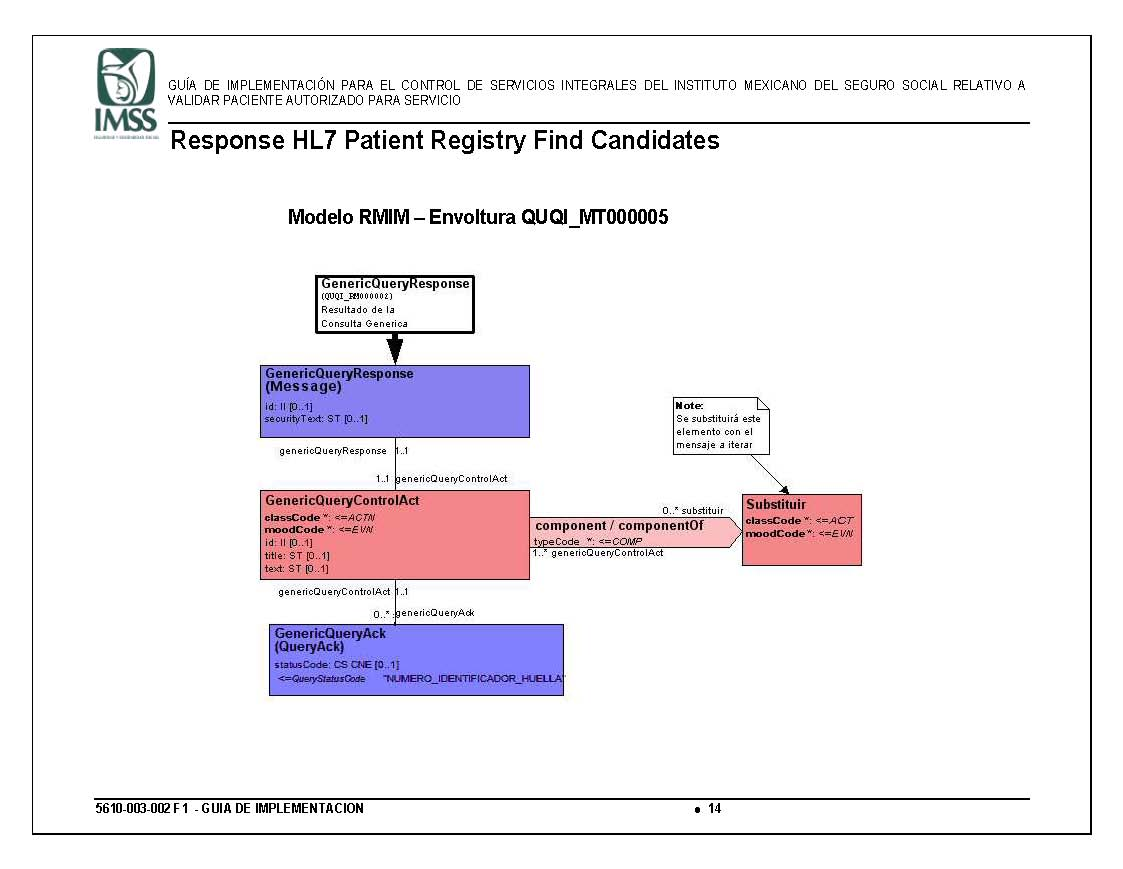 GUÍA DE IMPLEMENTACIÓN PARA EL CONTROL DE SERVICIOS INTEGRALES DEL INSTITUTO MEXICANO DEL SEGURO SOCIAL RELATIVO A
VALIDAR PACIENTE AUTORIZADO PARA SERVICIO
IMSS
Response HL7 Patient Registry Find Candidates
Modelo RMIM – Envoltura QUQI_MT000005
GenericQueryResponse
(QUQI_RM000002)
Resultado de la
Consulta Generica
GenericQueryResponse
(Message)
id: II [0..1]
securityText: ST [0..1]
Note:
Se substituirá este
elemento con el
mensaje a iterar
genericQueryResponse 1..1
1..1 genericQueryControlAct
GenericQueryControlAct
classCode *: <=ACTN
moodCode *: <=EVN
id: II [0..1]
title: ST [0..1]
text: ST [0..1]
0..* substituir
component / componentOf
typeCode *: <=COMP
1..* genericQueryControlAct
Substituir
classCode *: <=ACT
moodCode *: <=EVN
genericQueryControlAct 1..1
0..* genericQueryAck
GenericQueryAck
(QueryAck)
statusCode: CS CNE [0..1]
<=QueryStatusCode "NUMERO_IDENTIFICADOR_HUELLA"
5610-003-002 F 1 - GUIA DE IMPLEMENTACION
• 14